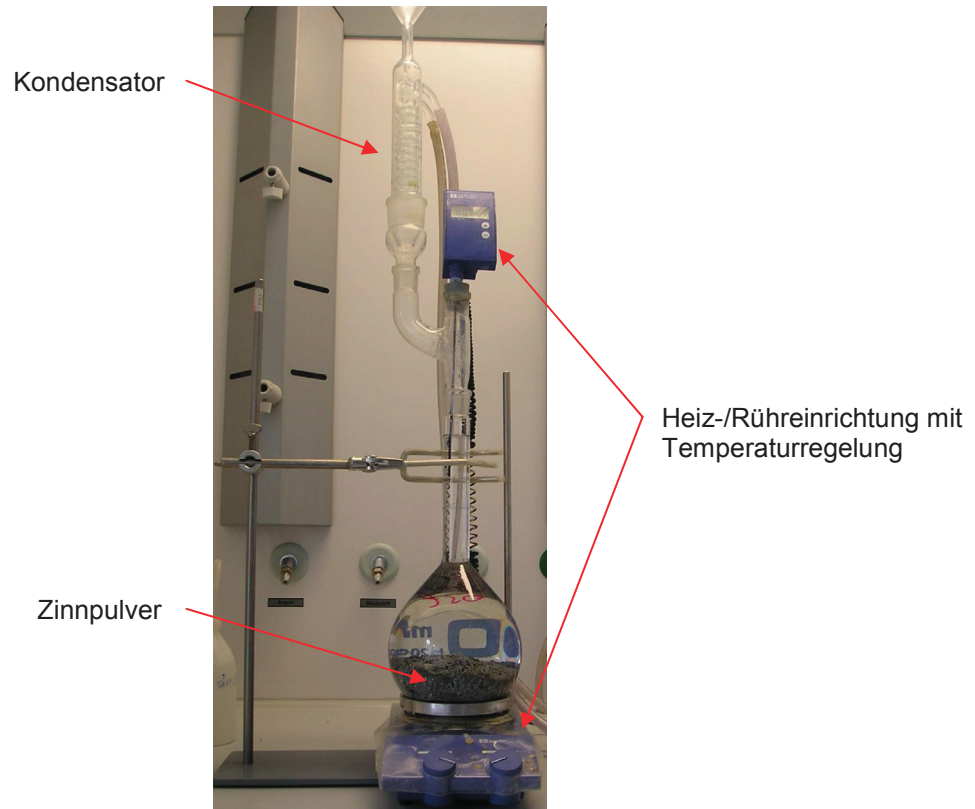 Kondensator
Heiz-/Rühreinrichtung mit
Temperaturregelung
Zinnpulver